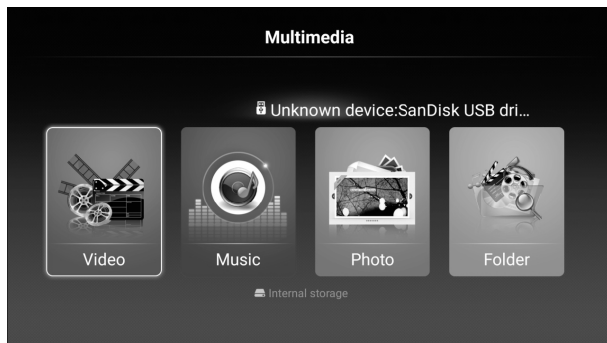 Multimedia
Unknown device:SanDisk USB dri...
Video
Music
Photo
Folder
Internal storage